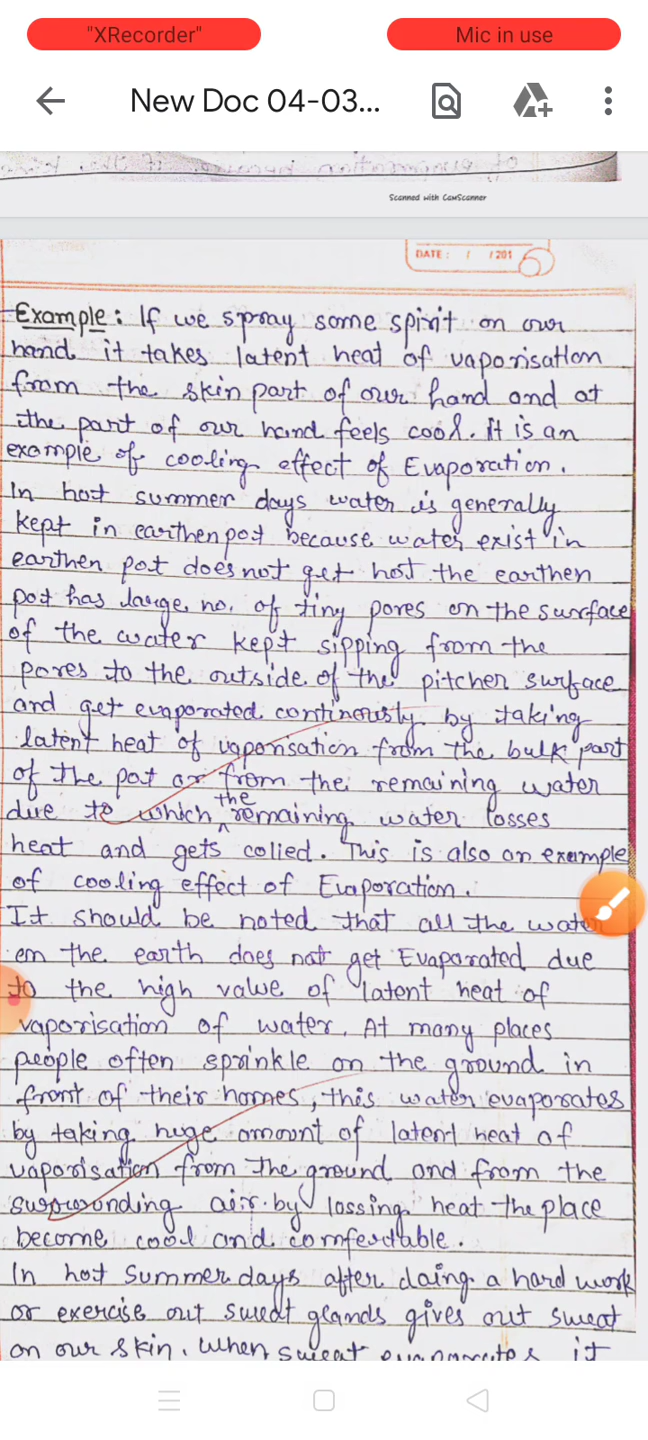 "XRecorder"
Mic in use
New Doc 04-03...
Scanned with CamScanner
DATE: / /201
Example: If we spray some spirit on our
hand it takes latent heat of vaporisation
from the skin part of our hand and at
the part of our hand feels cool. It is an
example of cooling effect of Evaporation.
In hot summer days water is generally
kept in earthen pot because water exist in
earthen pot does not get hot the earthen
pot has large no. of tiny pores on the surface
of the water kept sipping from the
pores to the outside of the pitcher surface
and get evaporated continously by taking
latent heat of vaporisation from the bulk part
of the pot or from the remaining water
due to which the remaining water losses
heat and gets colied. This is also an example
of cooling effect of Evaporation.
It should be noted that all the wate
em the earth does not get Evaporated due
to the high value of latent heat of
vaporisation of water. At many places
people often sprinkle on the ground in
front of their homes, this water evaporates
by taking huge amount of latent heat of
vaporisation from the ground and from the
surrounding air. by lossing heat the place
become cool and comfertable.
In hot summer days after doing a hard work
or exercise out sweat glands gives out sweat
on our skin. When sweat evaporates it